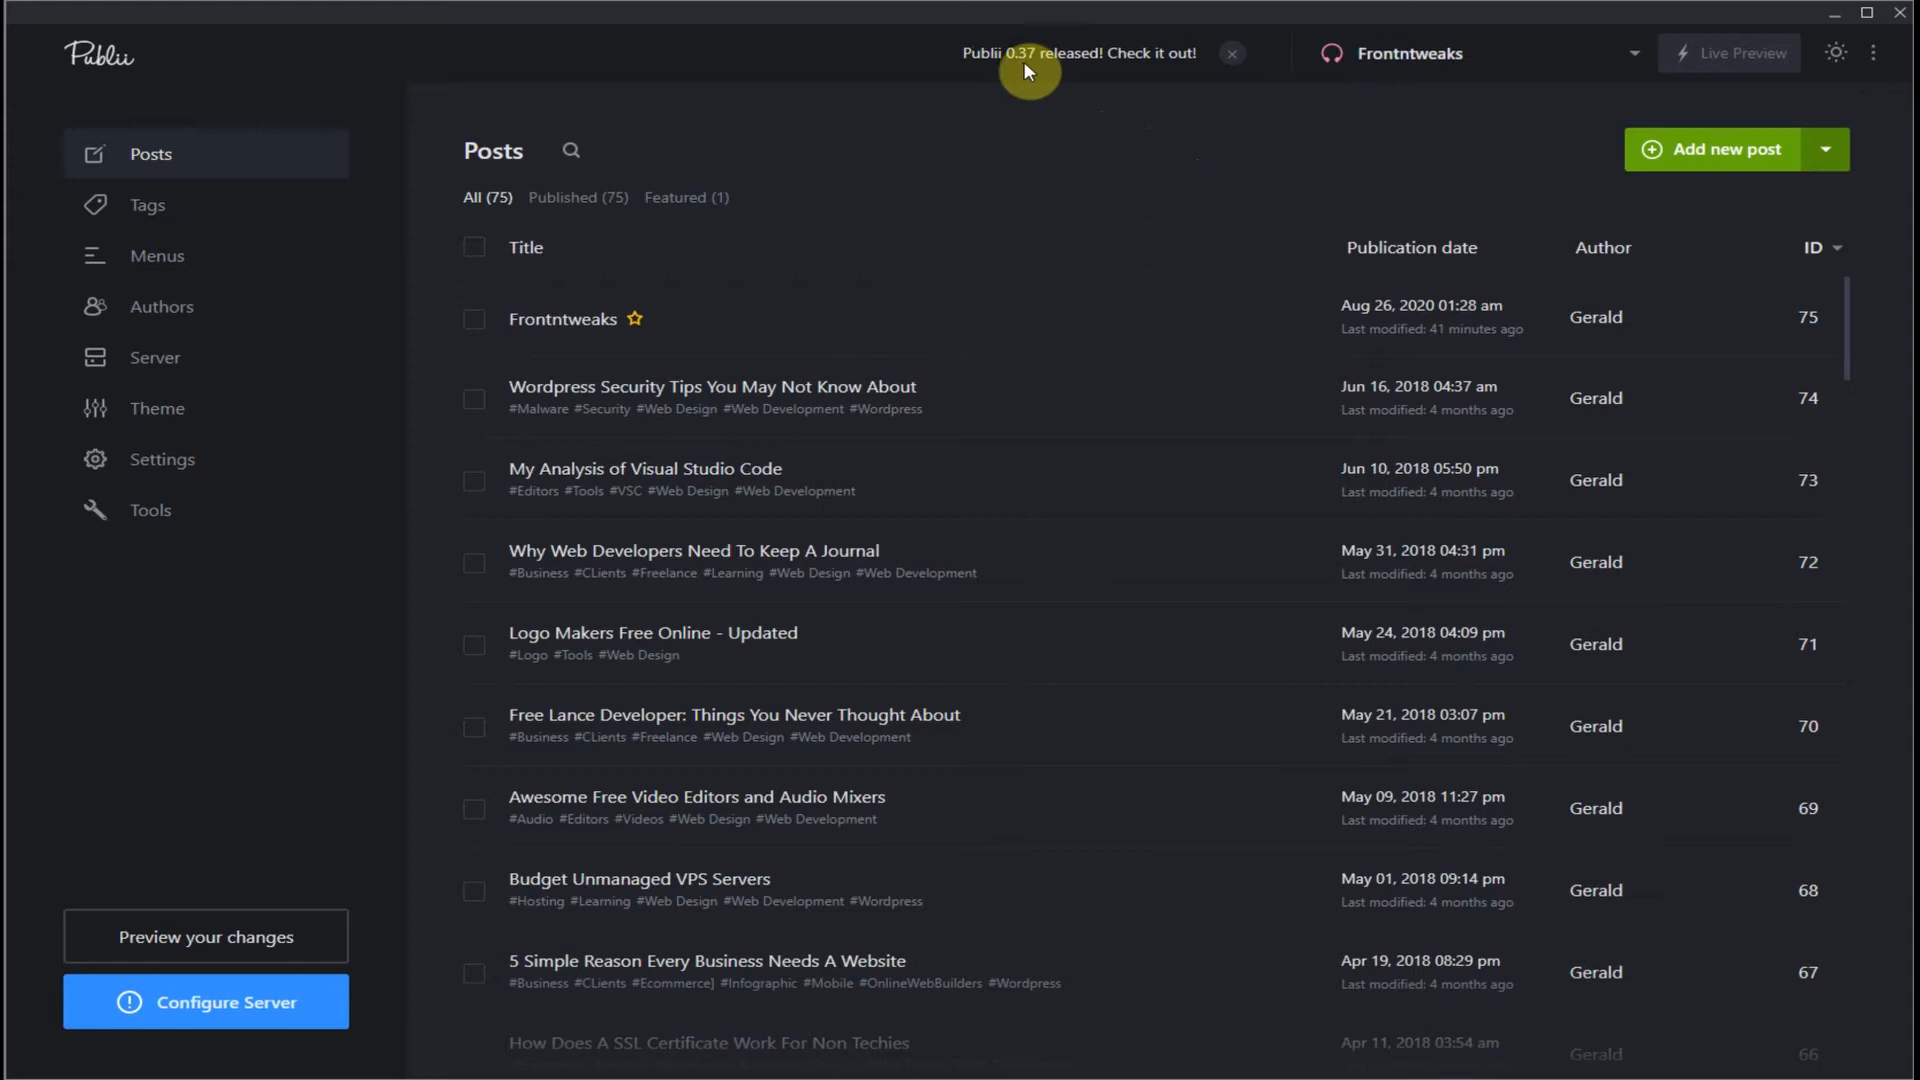 Publii
Publii 0.37 released! Check it out!
Frontntweaks
Live Preview
Posts
Tags
Menus
Authors
Server
Theme
Settings
Tools
Preview your changes
Configure Server
Posts
Add new post
All (75) Published (75) Featured (1)
Title Publication date Author ID
Frontntweaks Aug 26, 2020 01:28 am Gerald 75
Last modified: 41 minutes ago
Wordpress Security Tips You May Not Know About Jun 16, 2018 04:37 am Gerald 74
#Malware #Security #Web Design #Web Development #Wordpress Last modified: 4 months ago
My Analysis of Visual Studio Code Jun 10, 2018 05:50 pm Gerald 73
#Editors #Tools #VSC #Web Design #Web Development Last modified: 4 months ago
Why Web Developers Need To Keep A Journal May 31, 2018 04:31 pm Gerald 72
#Business #CLients #Freelance #Learning #Web Design #Web Development Last modified: 4 months ago
Logo Makers Free Online - Updated May 24, 2018 04:09 pm Gerald 71
#Logo #Tools #Web Design Last modified: 4 months ago
Free Lance Developer: Things You Never Thought About May 21, 2018 03:07 pm Gerald 70
#Business #CLients #Freelance #Web Design #Web Development Last modified: 4 months ago
Awesome Free Video Editors and Audio Mixers May 09, 2018 11:27 pm Gerald 69
#Audio #Editors #Videos #Web Design #Web Development Last modified: 4 months ago
Budget Unmanaged VPS Servers May 01, 2018 09:14 pm Gerald 68
#Hosting #Learning #Web Design #Web Development #Wordpress Last modified: 4 months ago
5 Simple Reason Every Business Needs A Website Apr 19, 2018 08:29 pm Gerald 67
#Business #CLients #Ecommerce] #Infographic #Mobile #OnlineWebBuilders #Wordpress Last modified: 4 months ago
How Does A SSL Certificate Work For Non Techies Apr 11, 2018 03:54 am Gerald 66